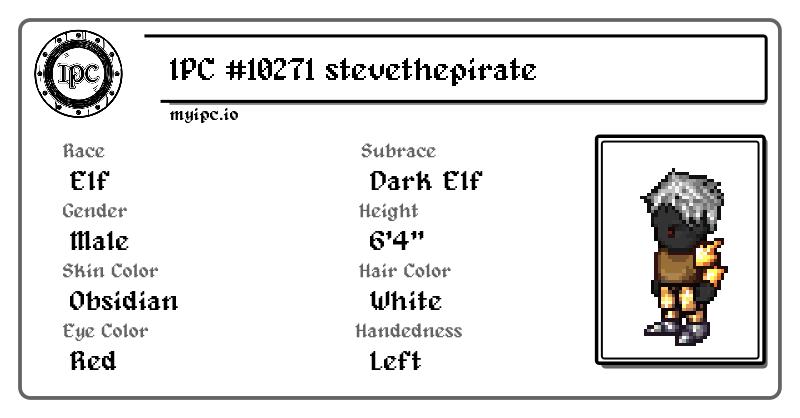 IPC
IPC #10271 stevethepirate
myipc.io
Race
Elf
Subrace
Dark Elf
Gender
Male
Height
6'4"
Skin Color
Obsidian
Hair Color
White
Eye Color
Red
Handedness
Left